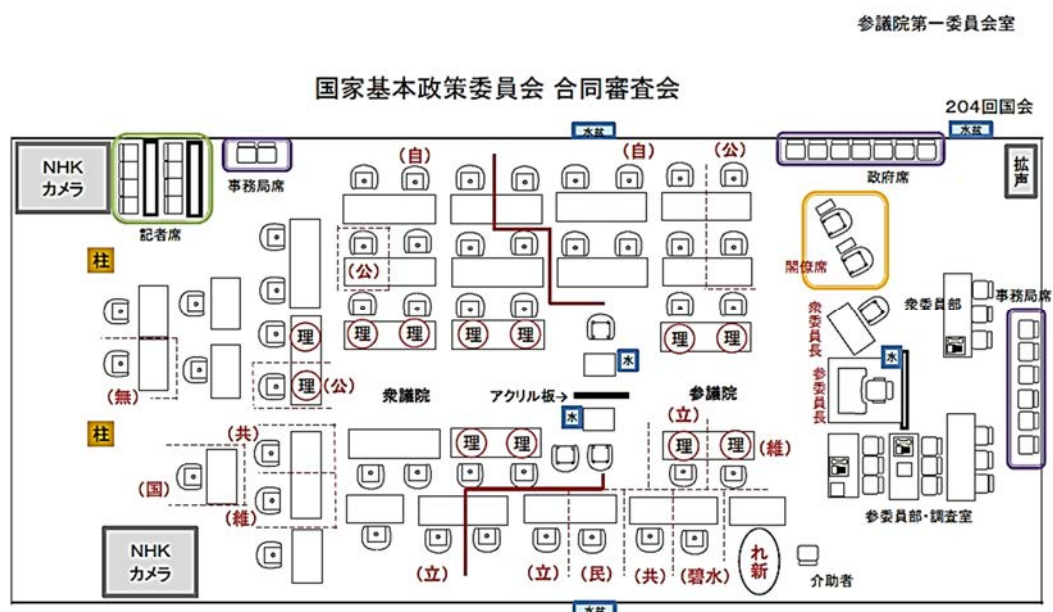 参議院第一委員会室
国家基本政策委員会 合同審査会
204回国会
水盆
水盆
NHK
カメラ
記者席
事務局席
(自)
(自)
(公)
政府席
拡声
柱
(公)
閣僚席
衆委員部
事務局席
理
理
理
理
理
理
理
水
衆委員長
水
(無)
理
(公)
衆議院
アクリル板→
参議院
参委員長
水
柱
(共)
理
理
(立)
理
理
(維)
(国)
(維)
参委員部・調査室
NHK
カメラ
(立)
(立)
(民)
(共)
(碧水)
れ新
介助者
水盆